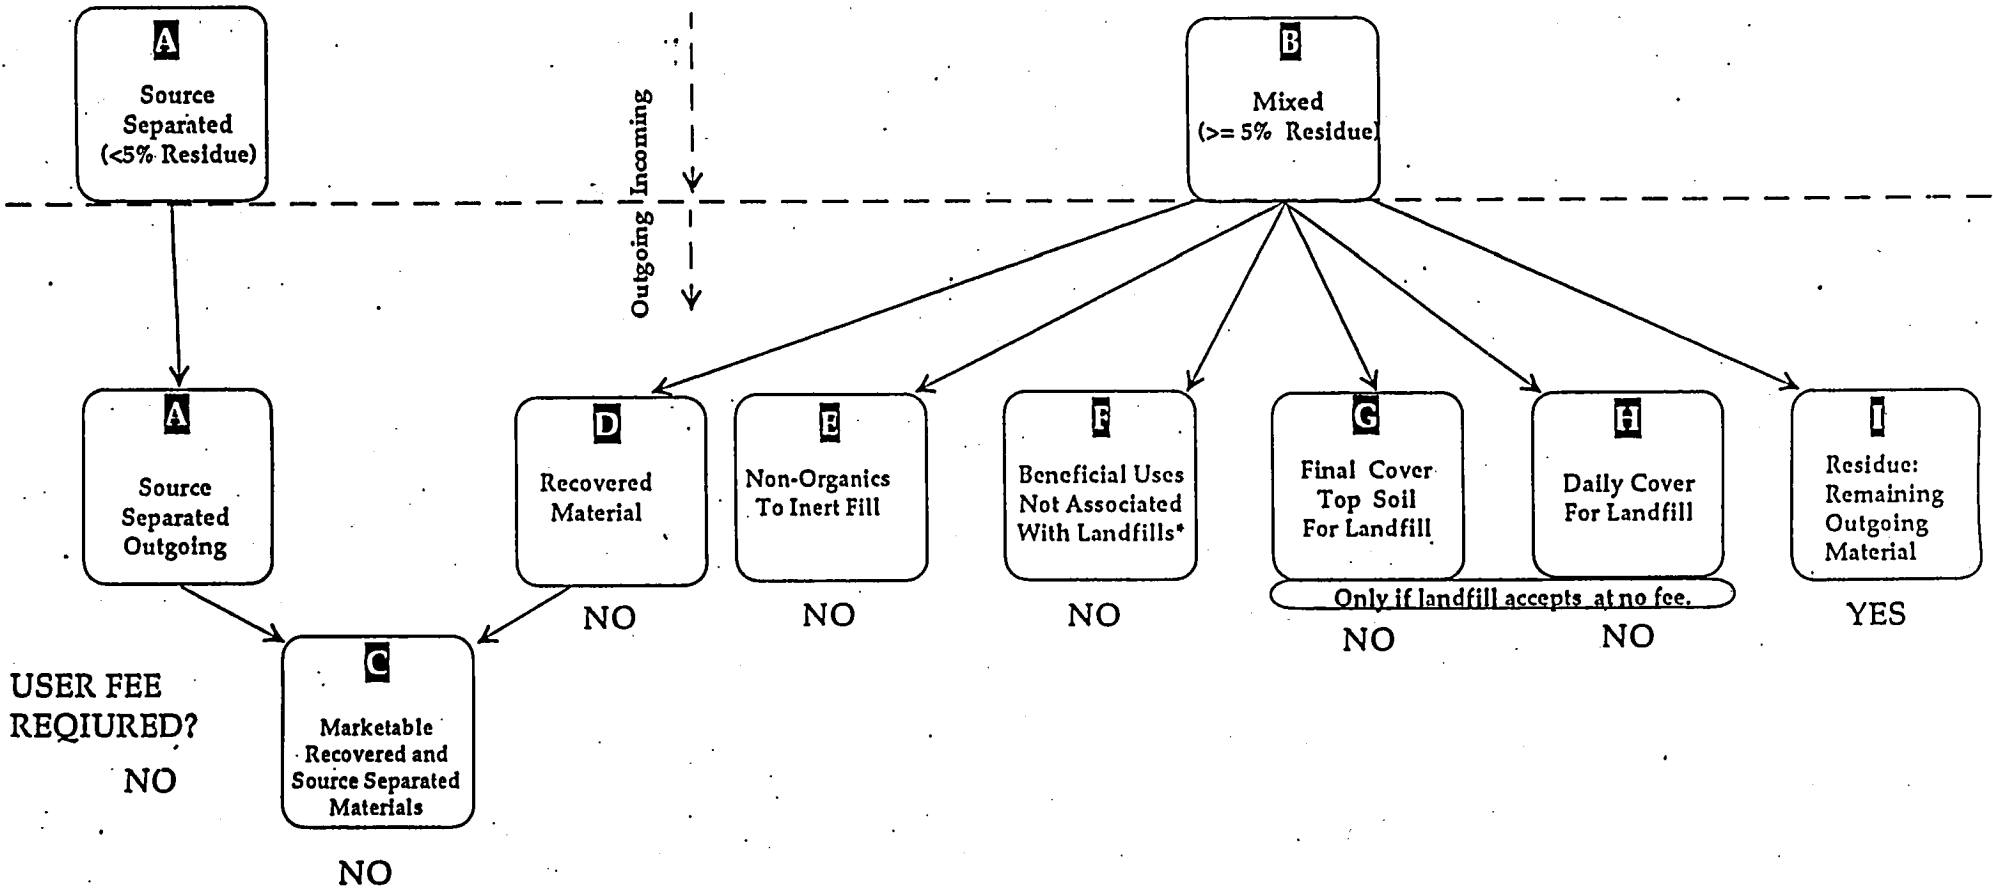 A
Source
Separated
(<5% Residue)
Incoming
Outgoing
B
Mixed
(>= 5% Residue)
A
Source
Separated
Outgoing
D
Recovered
Material
NO
E
Non-Organics
To Inert Fill
NO
F
Beneficial Uses
Not Associated
With Landfills*
NO
G
Final Cover
Top Soil
For Landfill
H
Daily Cover
For Landfill
Only if landfill accepts at no fee.
NO
NO
I
Residue:
Remaining
Outgoing
Material
YES
USER FEE
REQIURED?
NO
C
Marketable
Recovered and
Source Separated
Materials
NO